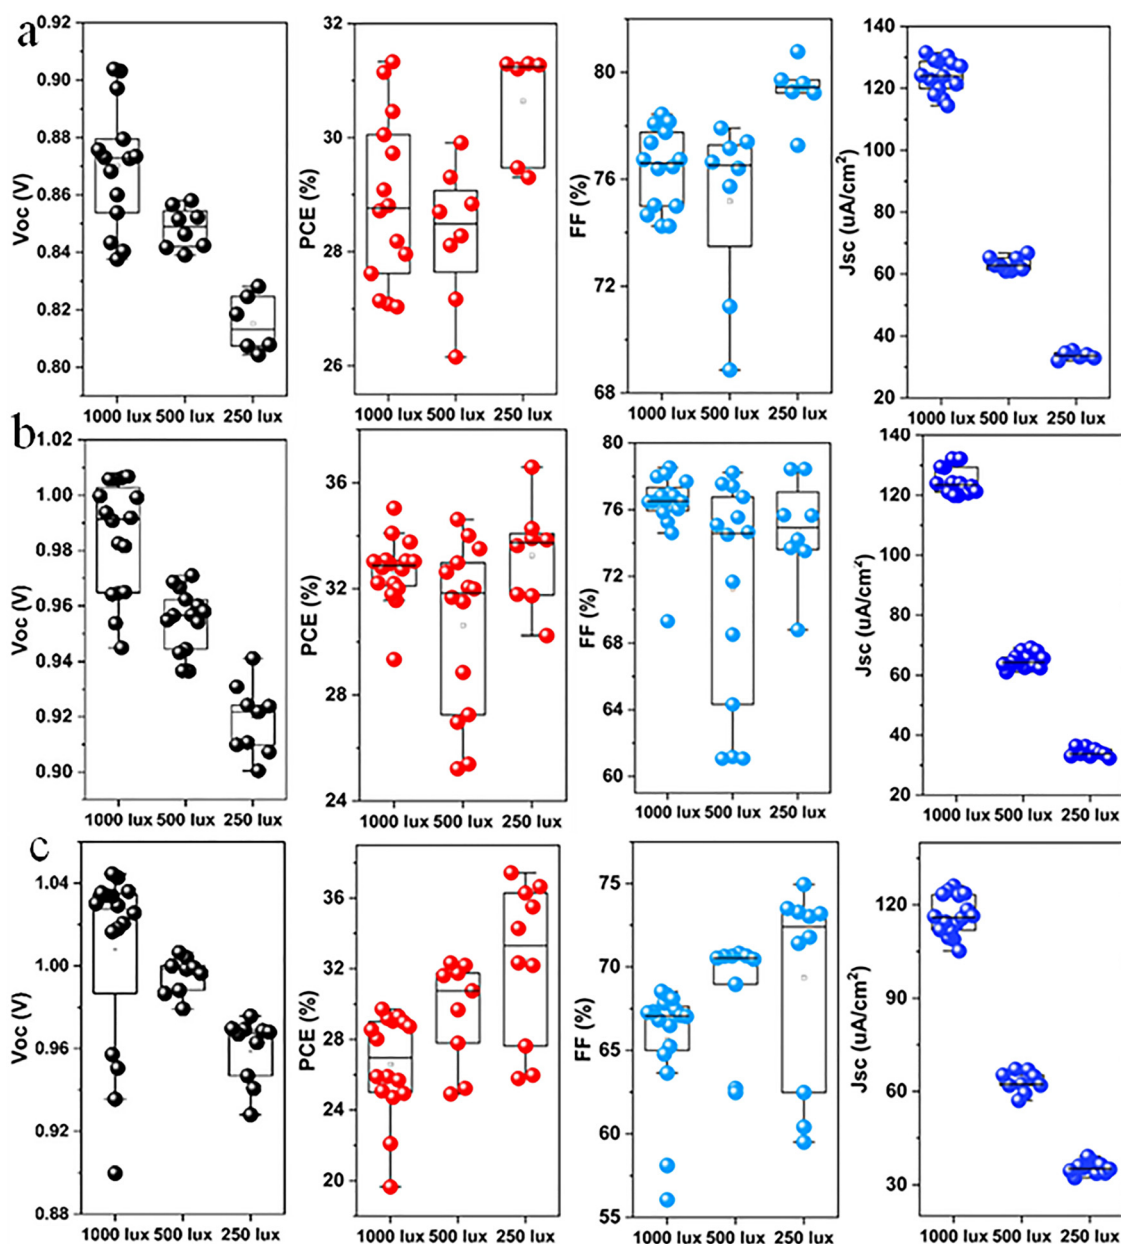 a
Voc (V)
0.92
0.90
0.88
0.86
0.84
0.82
0.80
1000 lux 500 lux 250 lux
PCE (%)
32
30
28
26
1000 lux 500 lux 250 lux
FF (%)
80
76
72
68
1000 lux 500 lux 250 lux
Jsc (uA/cm²)
140
120
100
80
60
40
20
1000 lux 500 lux 250 lux
b
Voc (V)
1.02
1.00
0.98
0.96
0.94
0.92
0.90
1000 lux 500 lux 250 lux
PCE (%)
36
32
28
24
1000 lux 500 lux 250 lux
FF (%)
80
76
72
68
64
60
1000 lux 500 lux 250 lux
Jsc (uA/cm²)
140
120
100
80
60
40
20
1000 lux 500 lux 250 lux
c
Voc (V)
1.04
1.00
0.96
0.92
0.88
1000 lux 500 lux 250 lux
PCE (%)
36
32
28
24
20
1000 lux 500 lux 250 lux
FF (%)
75
70
65
60
55
1000 lux 500 lux 250 lux
Jsc (uA/cm²)
120
90
60
30
1000 lux 500 lux 250 lux